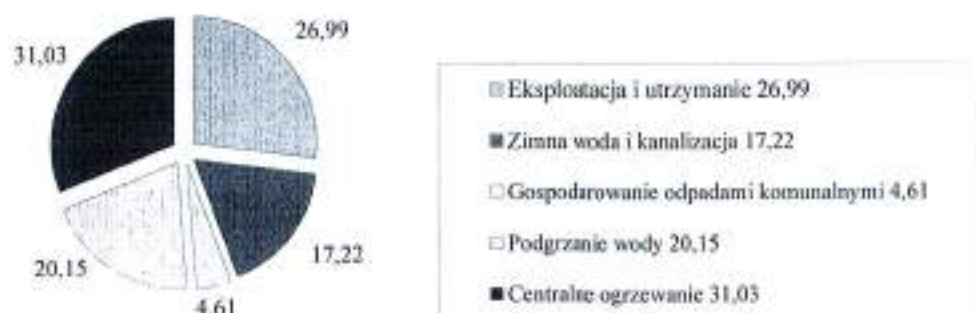 26,99
31,03
17,22
20,15
4,61
Eksploatacja i utrzymanie 26,99
Zimna woda i kanalizacja 17,22
Gospodarowanie odpadami komunalnymi 4,61
Podgrzanie wody 20,15
Centralne ogrzewanie 31,03